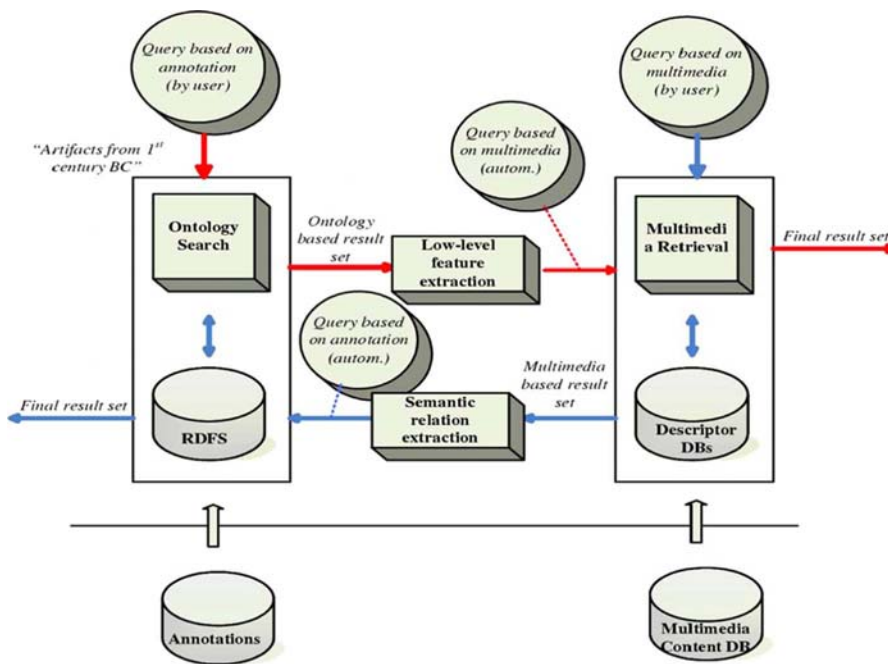 Query based on
annotation
(by user)
Query based on
multimedia
(by user)
Query based
on multimedia
(autom.)
“Artifacts from 1st
century BC”
Ontology
Search
Ontology
based result
set
Low-level
feature
extraction
Multimedi
a Retrieval
Final result set
Query based
on annotation
(autom.)
Multimedia
based result
set
Final result set
RDFS
Semantic
relation
extraction
Descriptor
DBs
Annotations
Multimedia
Content DB